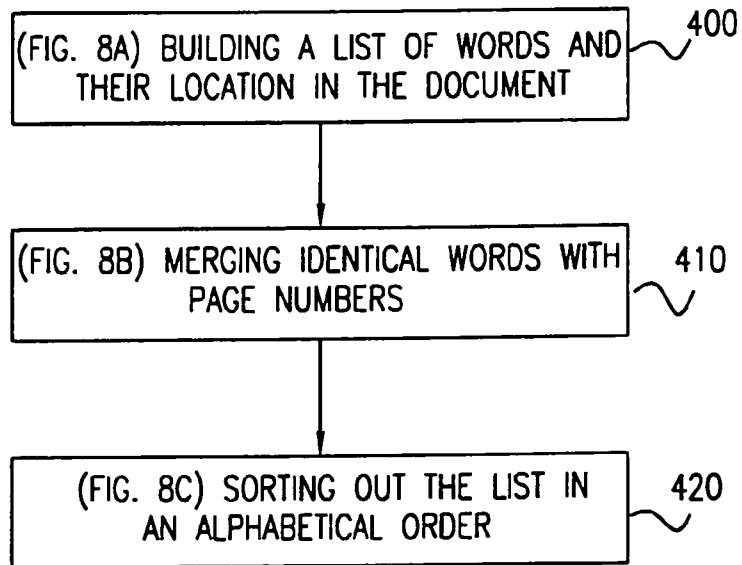 (FIG. 8A) BUILDING A LIST OF WORDS AND
THEIR LOCATION IN THE DOCUMENT
400
(FIG. 8B) MERGING IDENTICAL WORDS WITH
PAGE NUMBERS
410
(FIG. 8C) SORTING OUT THE LIST IN
AN ALPHABETICAL ORDER
420